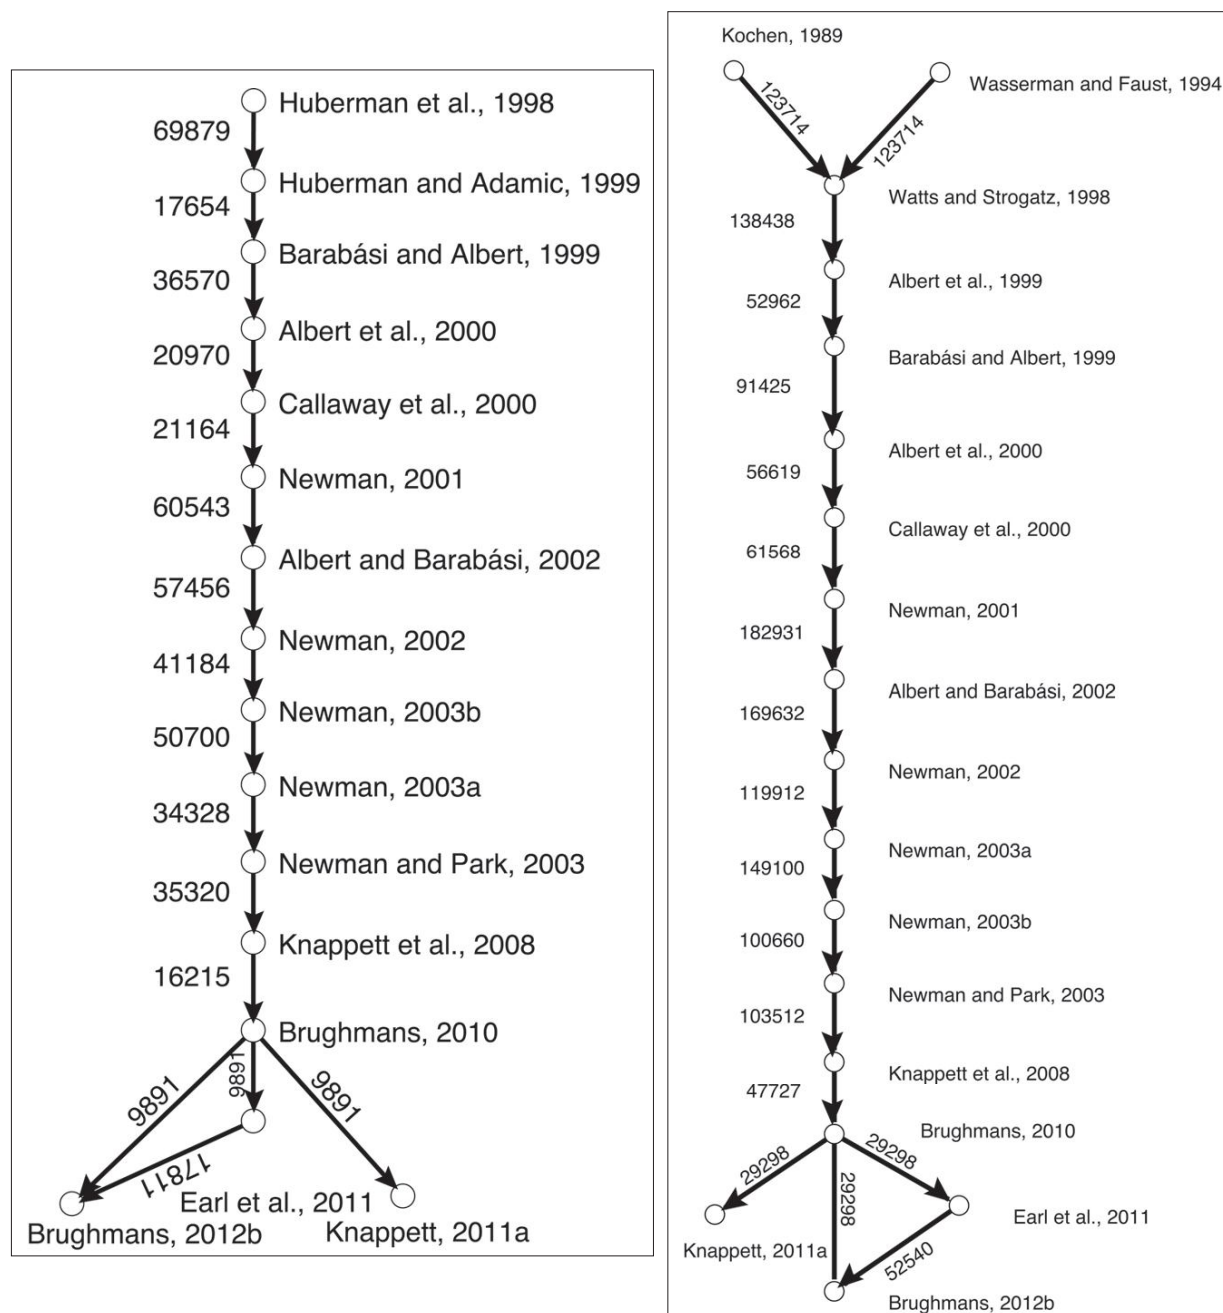 Huberman et al., 1998
69879
Huberman and Adamic, 1999
17654
Barabási and Albert, 1999
36570
Albert et al., 2000
20970
Callaway et al., 2000
21164
Newman, 2001
60543
Albert and Barabási, 2002
57456
Newman, 2002
41184
Newman, 2003b
50700
Newman, 2003a
34328
Newman and Park, 2003
35320
Knappett et al., 2008
16215
Brughmans, 2010
9891
9891
9891
17811
Earl et al., 2011
Brughmans, 2012b
Knappett, 2011a
Kochen, 1989
Wasserman and Faust, 1994
123714
123714
Watts and Strogatz, 1998
138438
Albert et al., 1999
52962
Barabási and Albert, 1999
91425
Albert et al., 2000
56619
Callaway et al., 2000
61568
Newman, 2001
182931
Albert and Barabási, 2002
169632
Newman, 2002
119912
Newman, 2003a
149100
Newman, 2003b
100660
Newman and Park, 2003
103512
Knappett et al., 2008
47727
Brughmans, 2010
29298
29298
29298
Earl et al., 2011
Knappett, 2011a
52540
Brughmans, 2012b